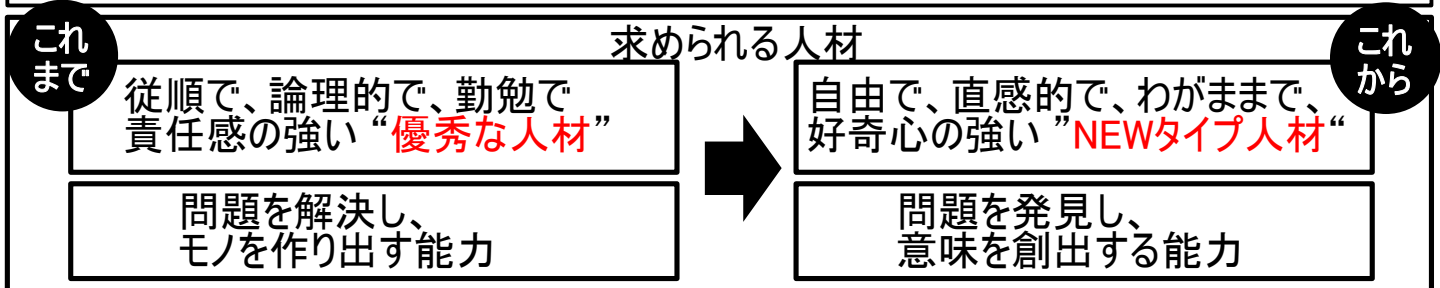 これ
まで
求められる人材
これ
から
従順で、論理的で、勤勉で
責任感の強い “優秀な人材”
自由で、直感的で、わがままで、
好奇心の強い ”NEWタイプ人材“
問題を解決し、
モノを作り出す能力
問題を発見し、
意味を創出する能力